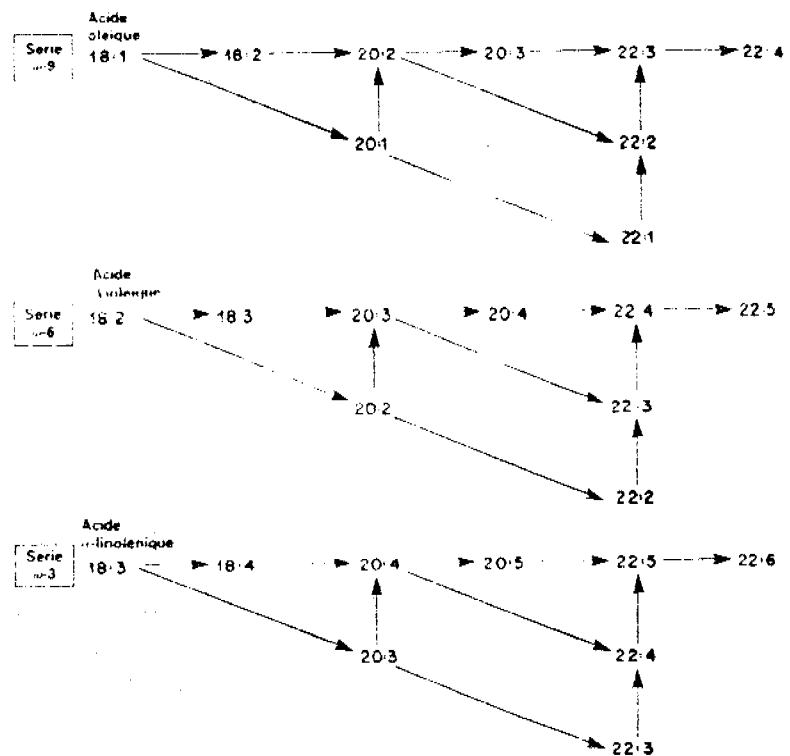 Acide
oleique
Serie
ω-9
18:1 18:2 20:2 20:3 22:3 22:4
20:1 22:2
22:1
Acide
Serie
ω-6
18:2 18:3 20:3 20:4 22:4 22:5
20:2 22:3
22:2
Acide
α-linolenique
Serie
ω-3
18:3 18:4 20:4 20:5 22:5 22:6
20:3 22:4
22:3